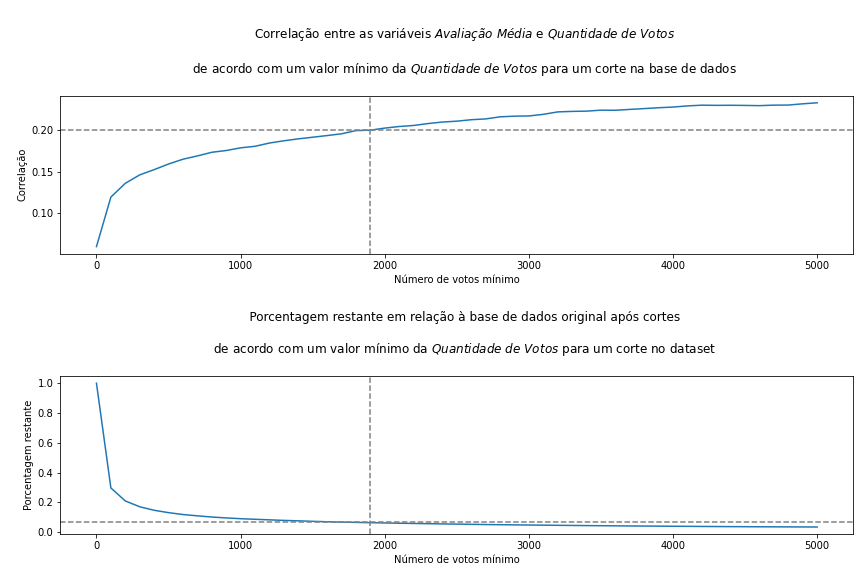 Correlação entre as variáveis Avaliação Média e Quantidade de Votos
de acordo com um valor mínimo da Quantidade de Votos para um corte na base de dados
0.20
0.15
0.10
Correlação
0 1000 2000 3000 4000 5000
Número de votos mínimo
Porcentagem restante em relação à base de dados original após cortes
de acordo com um valor mínimo da Quantidade de Votos para um corte no dataset
1.0
0.8
0.6
0.4
0.2
0.0
Porcentagem restante
0 1000 2000 3000 4000 5000
Número de votos mínimo